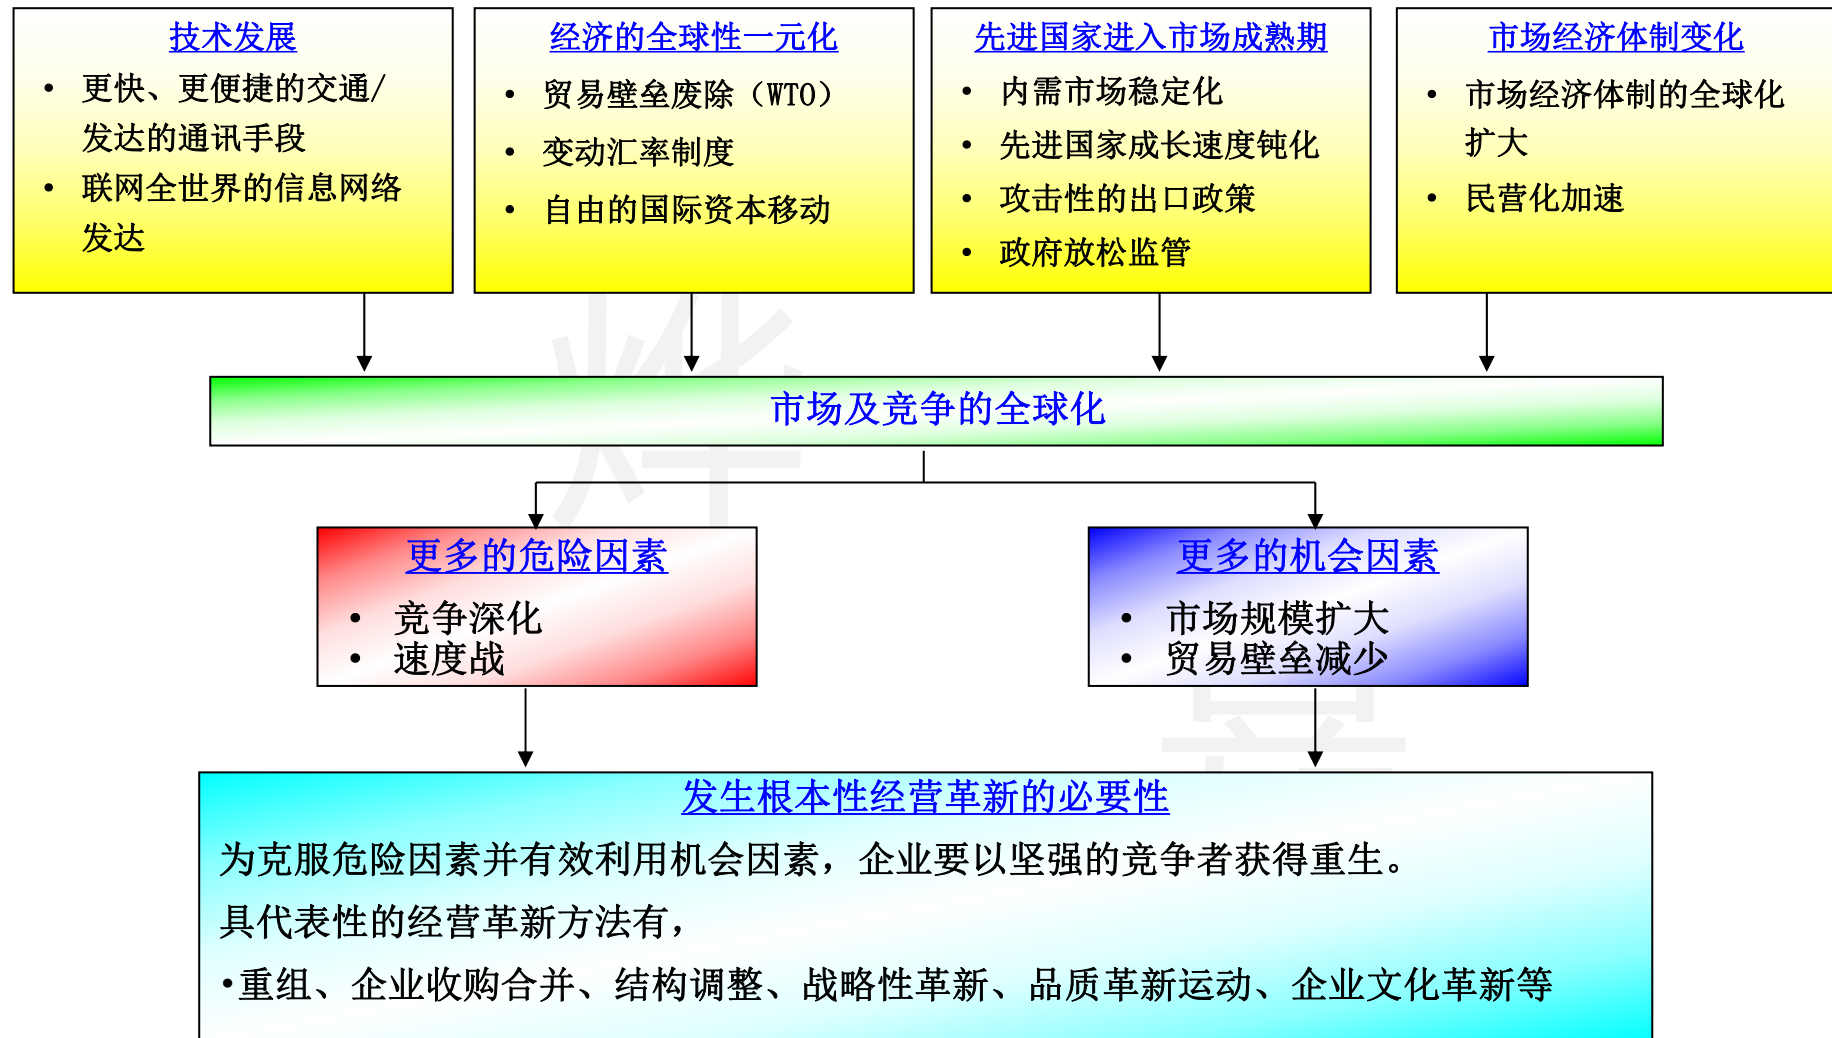 技术发展
• 更快、更便捷的交通/
发达的通讯手段
• 联网全世界的信息网络
发达
经济的全球性一元化
• 贸易壁垒废除（WTO）
• 变动汇率制度
• 自由的国际资本移动
先进国家进入市场成熟期
• 内需市场稳定化
• 先进国家成长速度钝化
• 攻击性的出口政策
• 政府放松监管
市场经济体制变化
• 市场经济体制的全球化
扩大
• 民营化加速
市场及竞争的全球化
更多的危险因素
• 竞争深化
• 速度战
更多的机会因素
• 市场规模扩大
• 贸易壁垒减少
发生根本性经营革新的必要性
为克服危险因素并有效利用机会因素，企业要以坚强的竞争者获得重生。
具代表性的经营革新方法有，
•重组、企业收购合并、结构调整、战略性革新、品质革新运动、企业文化革新等